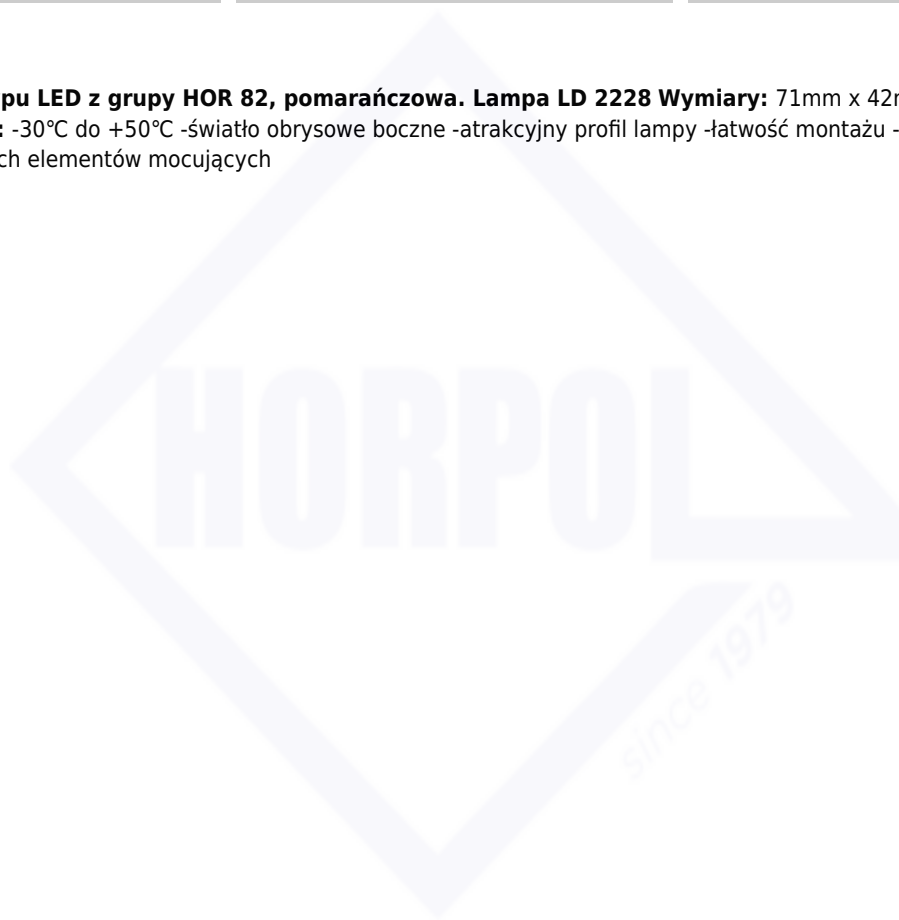 pu LED z grupy HOR 82, pomarańczowa. Lampa LD 2228 Wymiary: 71mm x 42
: -30°C do +50°C -światło obrysowe boczne -atrakcyjny profil lampy -łatwość montażu -
ch elementów mocujących
HORPOL
since 1979